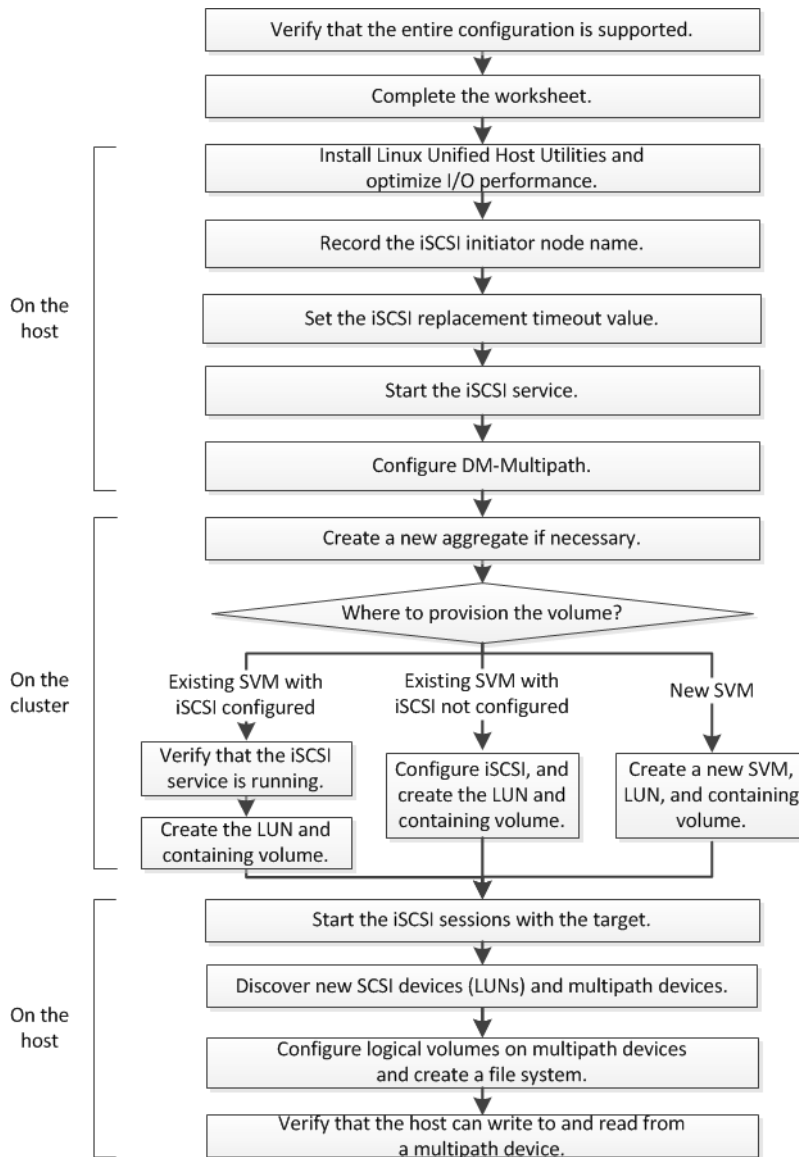 Verify that the entire configuration is supported.
Complete the worksheet.
On the
host
Install Linux Unified Host Utilities and
optimize I/O performance.
Record the iSCSI initiator node name.
Set the iSCSI replacement timeout value.
Start the iSCSI service.
Configure DM-Multipath.
On the
cluster
Create a new aggregate if necessary.
Where to provision the volume?
Existing SVM with
iSCSI configured
Existing SVM with
iSCSI not configured
New SVM
Verify that the iSCSI
service is running.
Create the LUN and
containing volume.
Configure iSCSI, and
create the LUN and
containing volume.
Create a new SVM,
LUN, and containing
volume.
On the
host
Start the iSCSI sessions with the target.
Discover new SCSI devices (LUNs) and multipath devices.
Configure logical volumes on multipath devices
and create a file system.
Verify that the host can write to and read from
a multipath device.